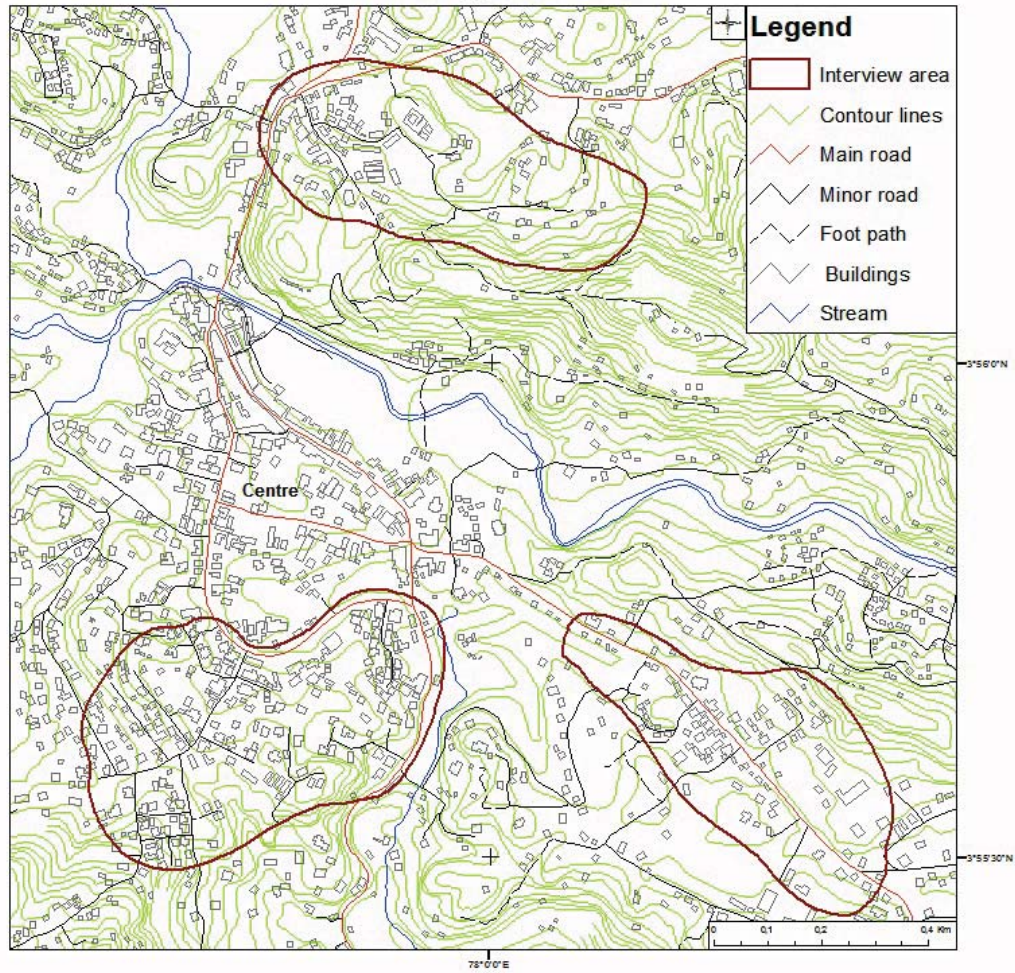 Legend
Interview area
Contour lines
Main road
Minor road
Foot path
Buildings
Stream
3°56'0"N
Centre
3°55'30"N
0 0,1 0,2 0,4 Km
78°0'0"E